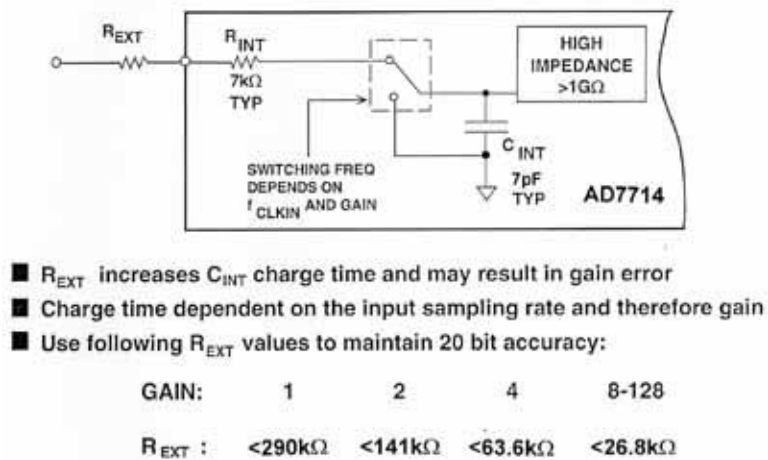 R_EXT
R_INT
7kΩ
TYP
HIGH
IMPEDANCE
>1GΩ
SWITCHING FREQ
DEPENDS ON
f_CLKIN AND GAIN
C_INT
7pF
TYP
AD7714
■ R_EXT increases C_INT charge time and may result in gain error
■ Charge time dependent on the input sampling rate and therefore gain
■ Use following R_EXT values to maintain 20 bit accuracy:
GAIN: 1 2 4 8-128
R_EXT : <290kΩ <141kΩ <63.6kΩ <26.8kΩ